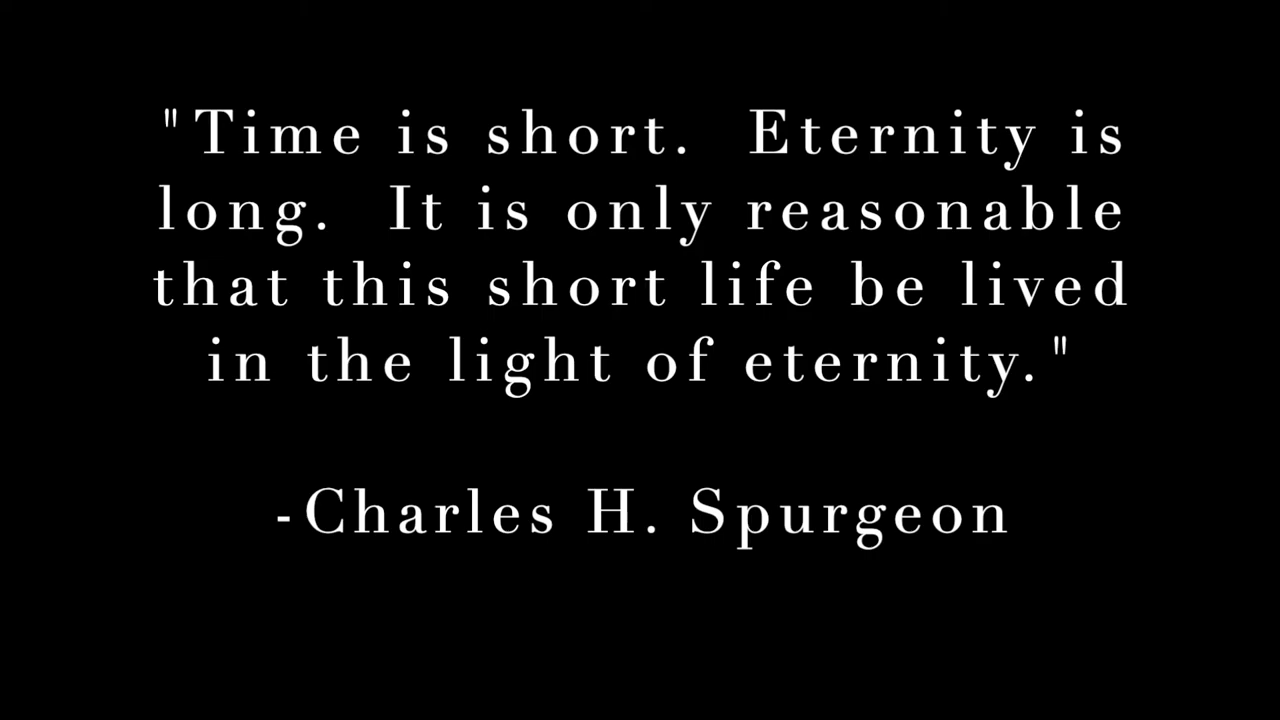 "Time is short.  Eternity is
long.  It is only reasonable
that this short life be lived
in the light of eternity."
-Charles H. Spurgeon